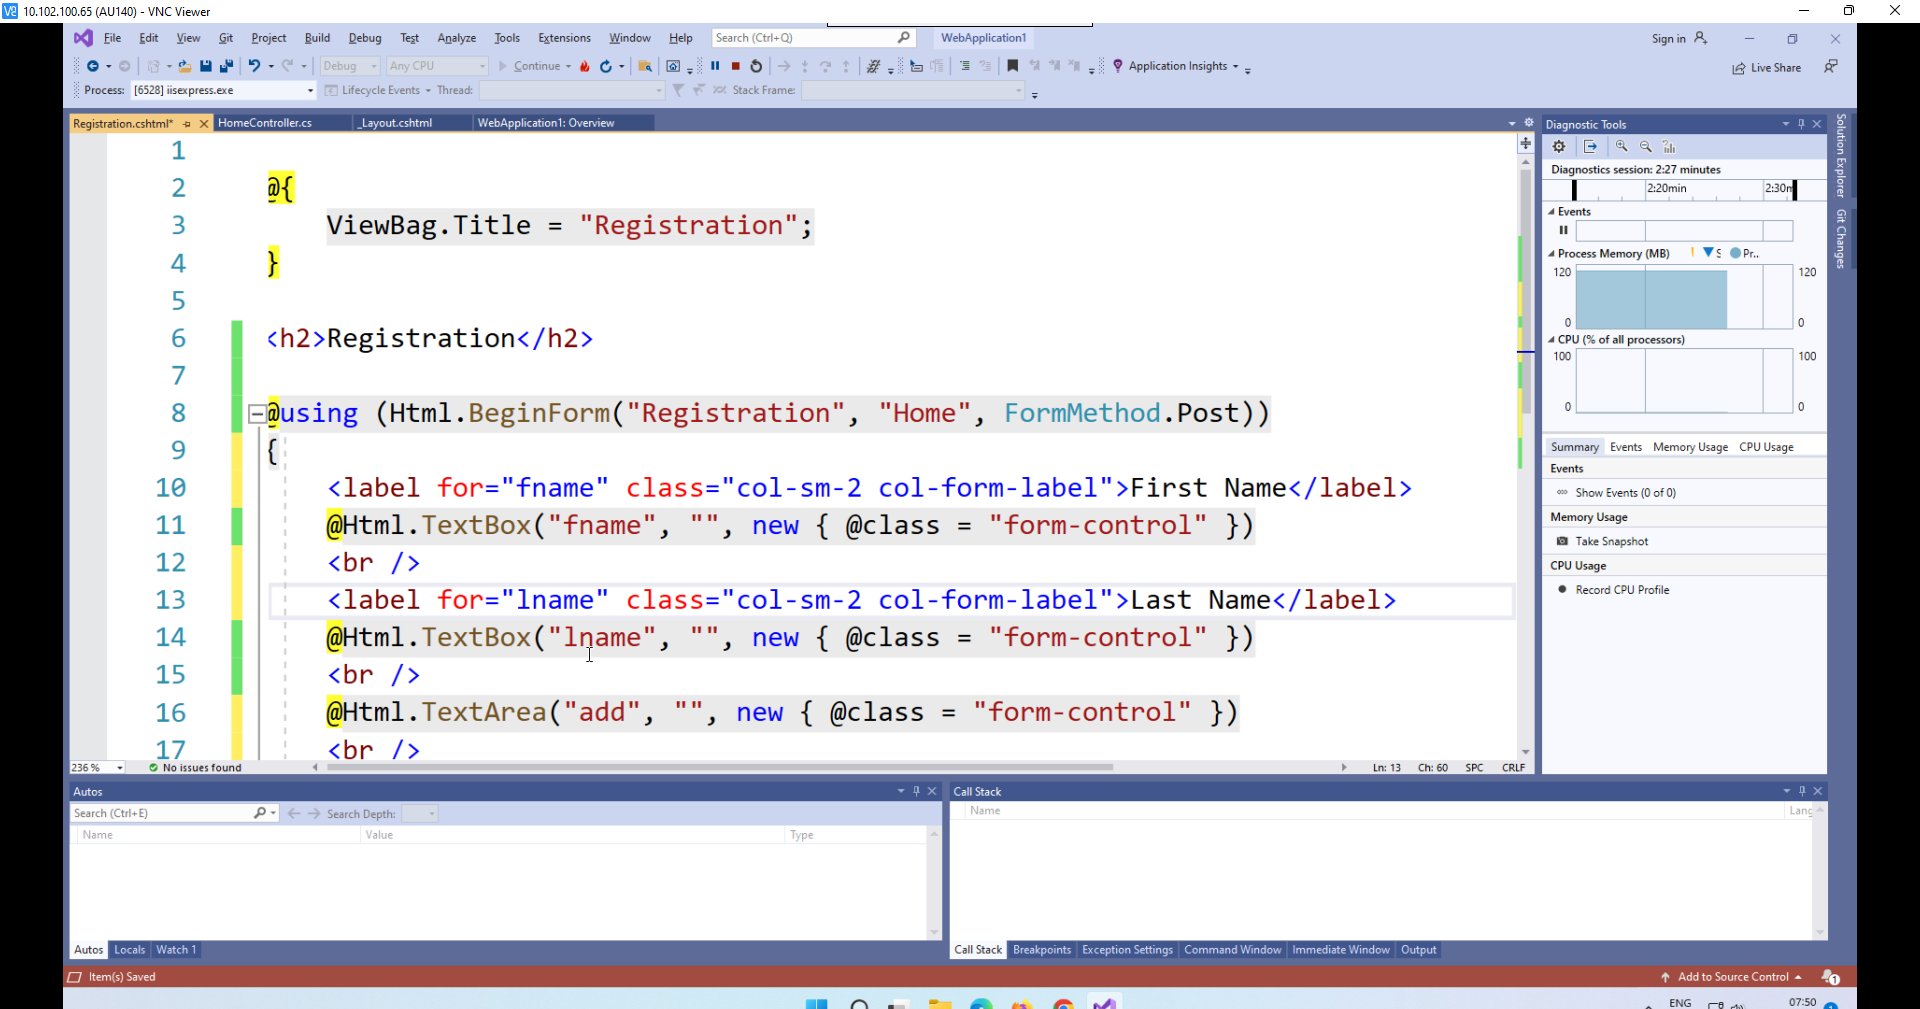 10.102.100.65 (AU140) - VNC Viewer
File Edit View Git Project Build Debug Test Analyze Tools Extensions Window Help Search (Ctrl+Q) WebApplication1 Sign in
Debug Any CPU Continue Application Insights Live Share
Process: [6528] iisexpress.exe Lifecycle Events Thread: Stack Frame:
Registration.cshtml* HomeController.cs _Layout.cshtml WebApplication1: Overview
1
2 @{
3 ViewBag.Title = "Registration";
4 }
5
6 <h2>Registration</h2>
7
8 @using (Html.BeginForm("Registration", "Home", FormMethod.Post))
9 {
10 <label for="fname" class="col-sm-2 col-form-label">First Name</label>
11 @Html.TextBox("fname", "", new { @class = "form-control" })
12 <br />
13 <label for="lname" class="col-sm-2 col-form-label">Last Name</label>
14 @Html.TextBox("lname", "", new { @class = "form-control" })
15 <br />
16 @Html.TextArea("add", "", new { @class = "form-control" })
17 <br />
236 % No issues found Ln: 13 Ch: 60 SPC CRLF
Diagnostic Tools
Diagnostics session: 2:27 minutes
2:20min 2:30m
Events
Process Memory (MB) S Pr..
120 120
0 0
CPU (% of all processors)
100 100
0 0
Summary Events Memory Usage CPU Usage
Events
Show Events (0 of 0)
Memory Usage
Take Snapshot
CPU Usage
Record CPU Profile
Solution Explorer
Git Changes
Autos
Search (Ctrl+E) Search Depth:
Name Value Type
Autos Locals Watch 1
Call Stack
Name Lang
Call Stack Breakpoints Exception Settings Command Window Immediate Window Output
Item(s) Saved Add to Source Control 1
ENG 07:50